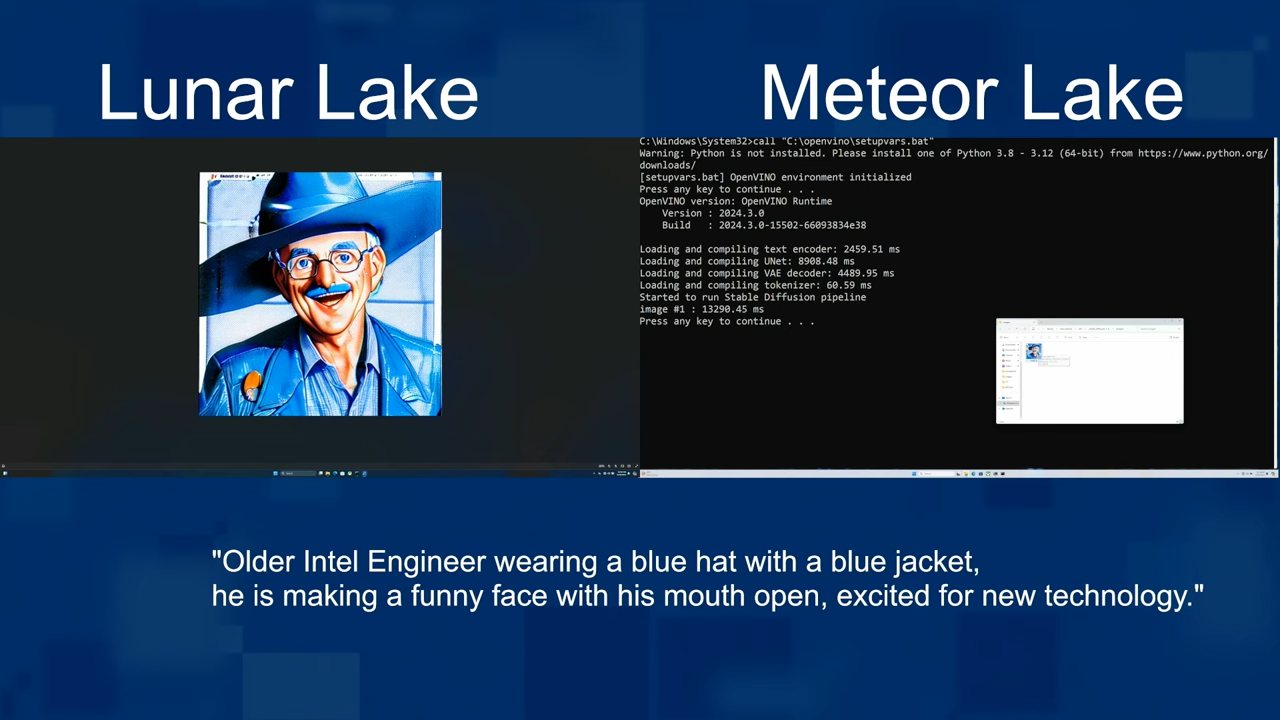 Lunar Lake
Meteor Lake
C:\Windows\System32>call "C:\openvino\setupvars.bat"
Warning: Python is not installed. Please install one of Python 3.8 - 3.12 (64-bit) from https://www.python.org/
downloads/
[setupvars.bat] OpenVINO environment initialized
Press any key to continue . . .
OpenVINO version: OpenVINO Runtime
Version : 2024.3.0
Build : 2024.3.0-15502-66093834e38
Loading and compiling text encoder: 2459.51 ms
Loading and compiling UNet: 8908.48 ms
Loading and compiling VAE decoder: 4489.95 ms
Loading and compiling tokenizer: 60.59 ms
Started to run Stable Diffusion pipeline
image #1 : 13290.45 ms
Press any key to continue . . .
"Older Intel Engineer wearing a blue hat with a blue jacket,
he is making a funny face with his mouth open, excited for new technology."